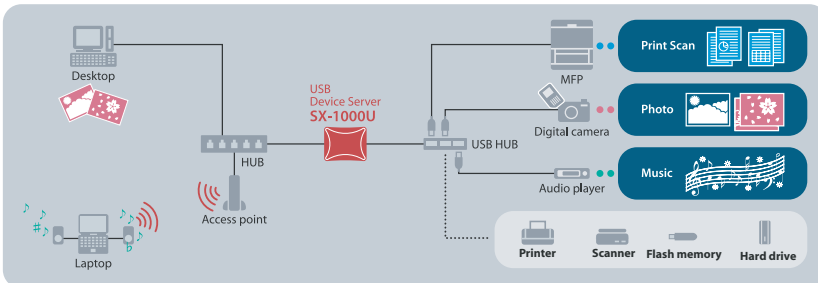 Desktop
USB
Device Server
SX-1000U
HUB
Access point
Laptop
USB HUB
MFP
Print Scan
Digital camera
Photo
Audio player
Music
Printer
Scanner
Flash memory
Hard drive